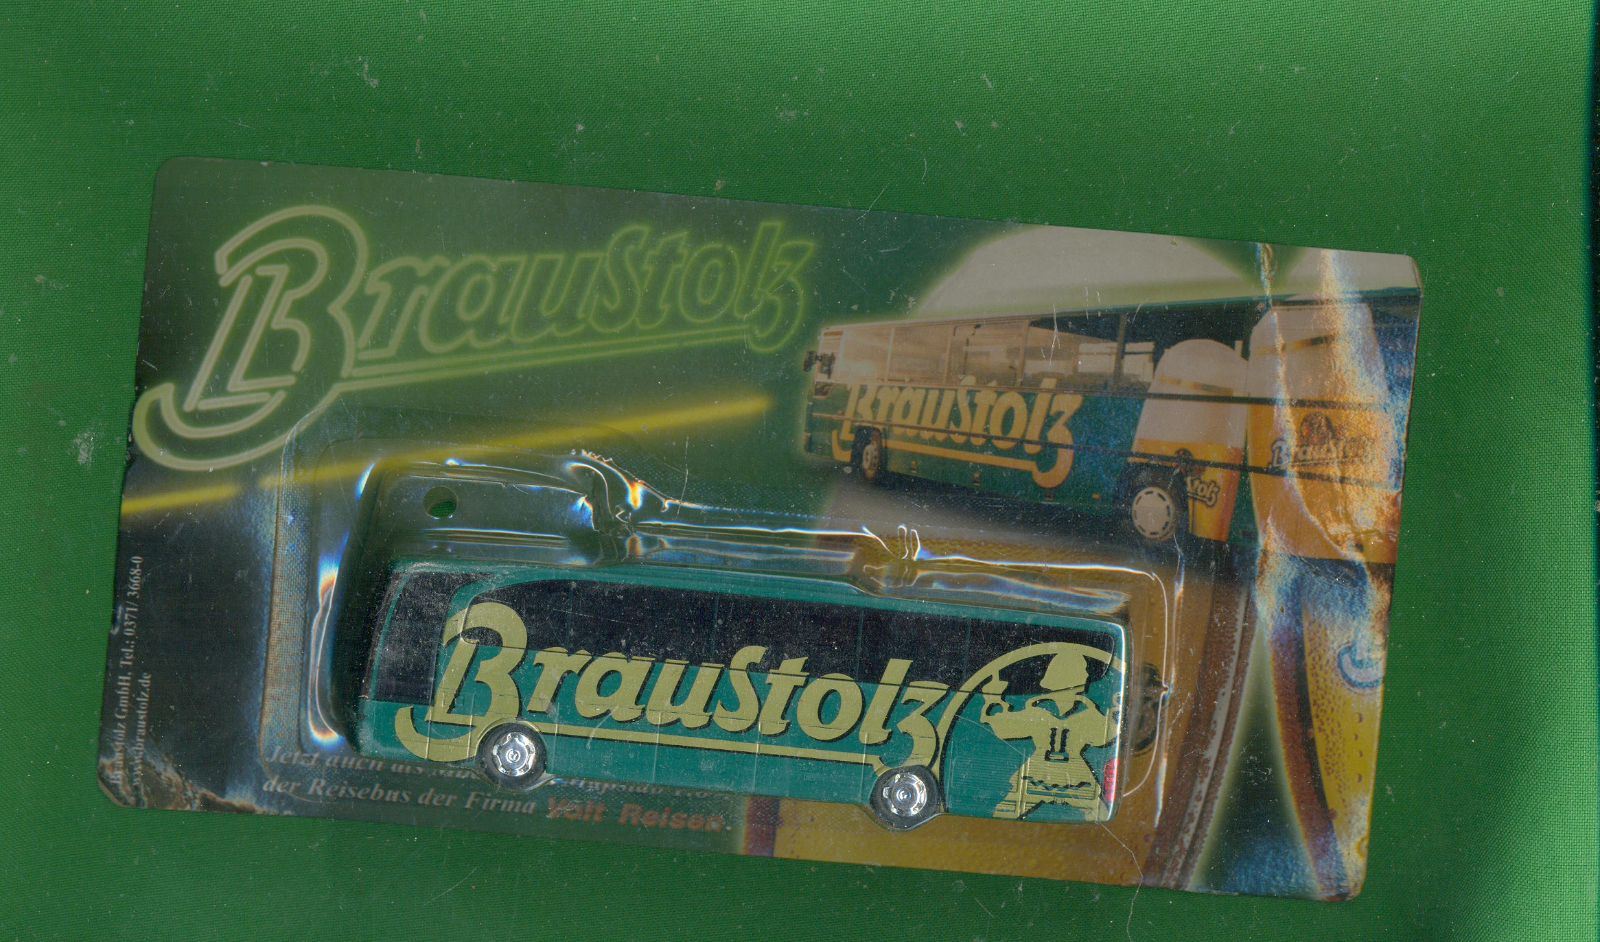 BrauStolz
BrauStolz
BrauStolz
BrauStolz
Braustolz GmbH, Tel.: 0371/ 3668-0
www.braustolz.de
Jetzt auch als
der Reisebus der Firma Voit Reisen.